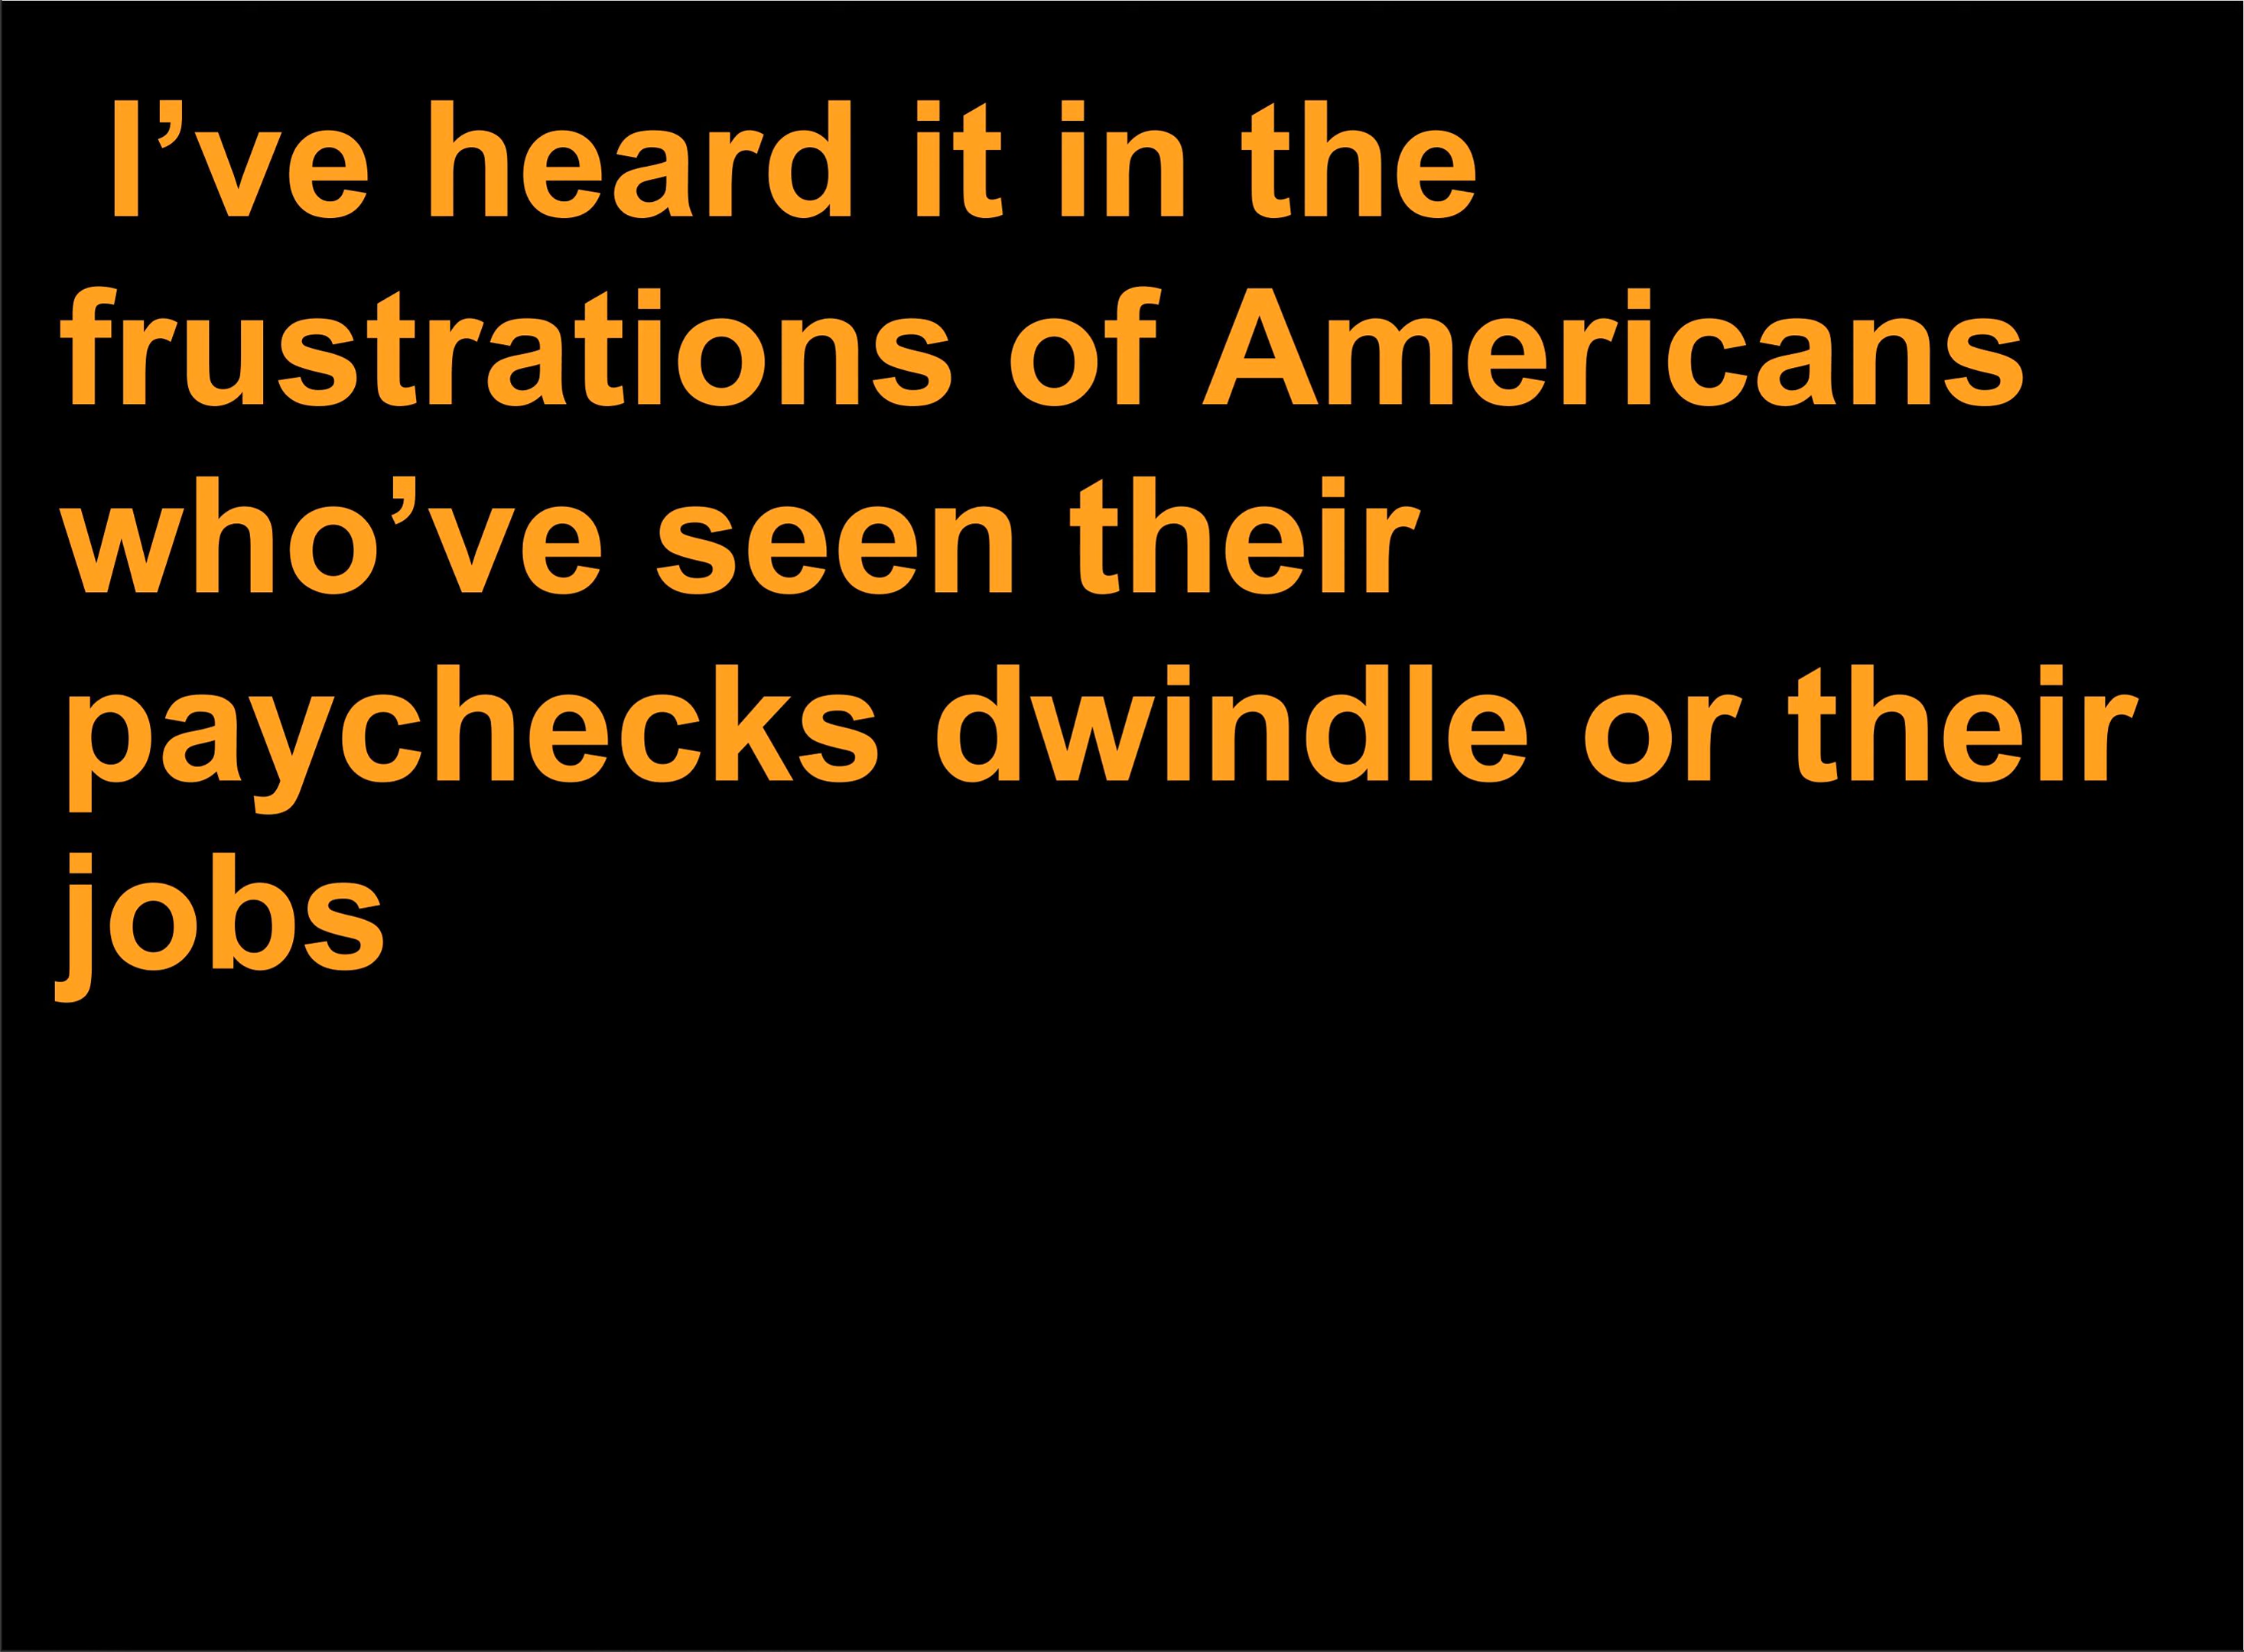 I’ve heard it in the
frustrations of Americans
who’ve seen their
paychecks dwindle or their
jobs